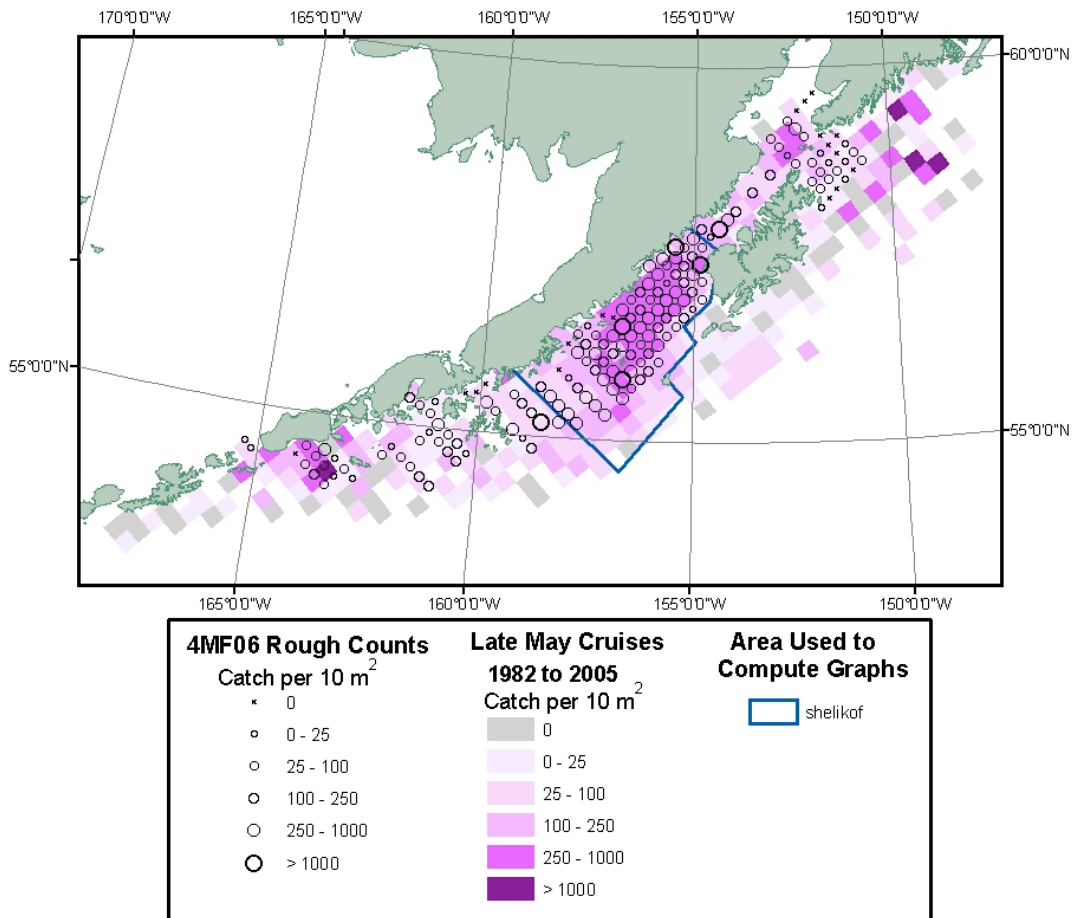 170°0'0"W 165°0'0"W 160°0'0"W 155°0'0"W 150°0'0"W
60°0'0"N
55°0'0"N
55°0'0"N
165°0'0"W 160°0'0"W 155°0'0"W 150°0'0"W
4MF06 Rough Counts
Catch per 10 m2
0
0 - 25
25 - 100
100 - 250
250 - 1000
> 1000
Late May Cruises
1982 to 2005
Catch per 10 m2
0
0 - 25
25 - 100
100 - 250
250 - 1000
> 1000
Area Used to
Compute Graphs
shelikof